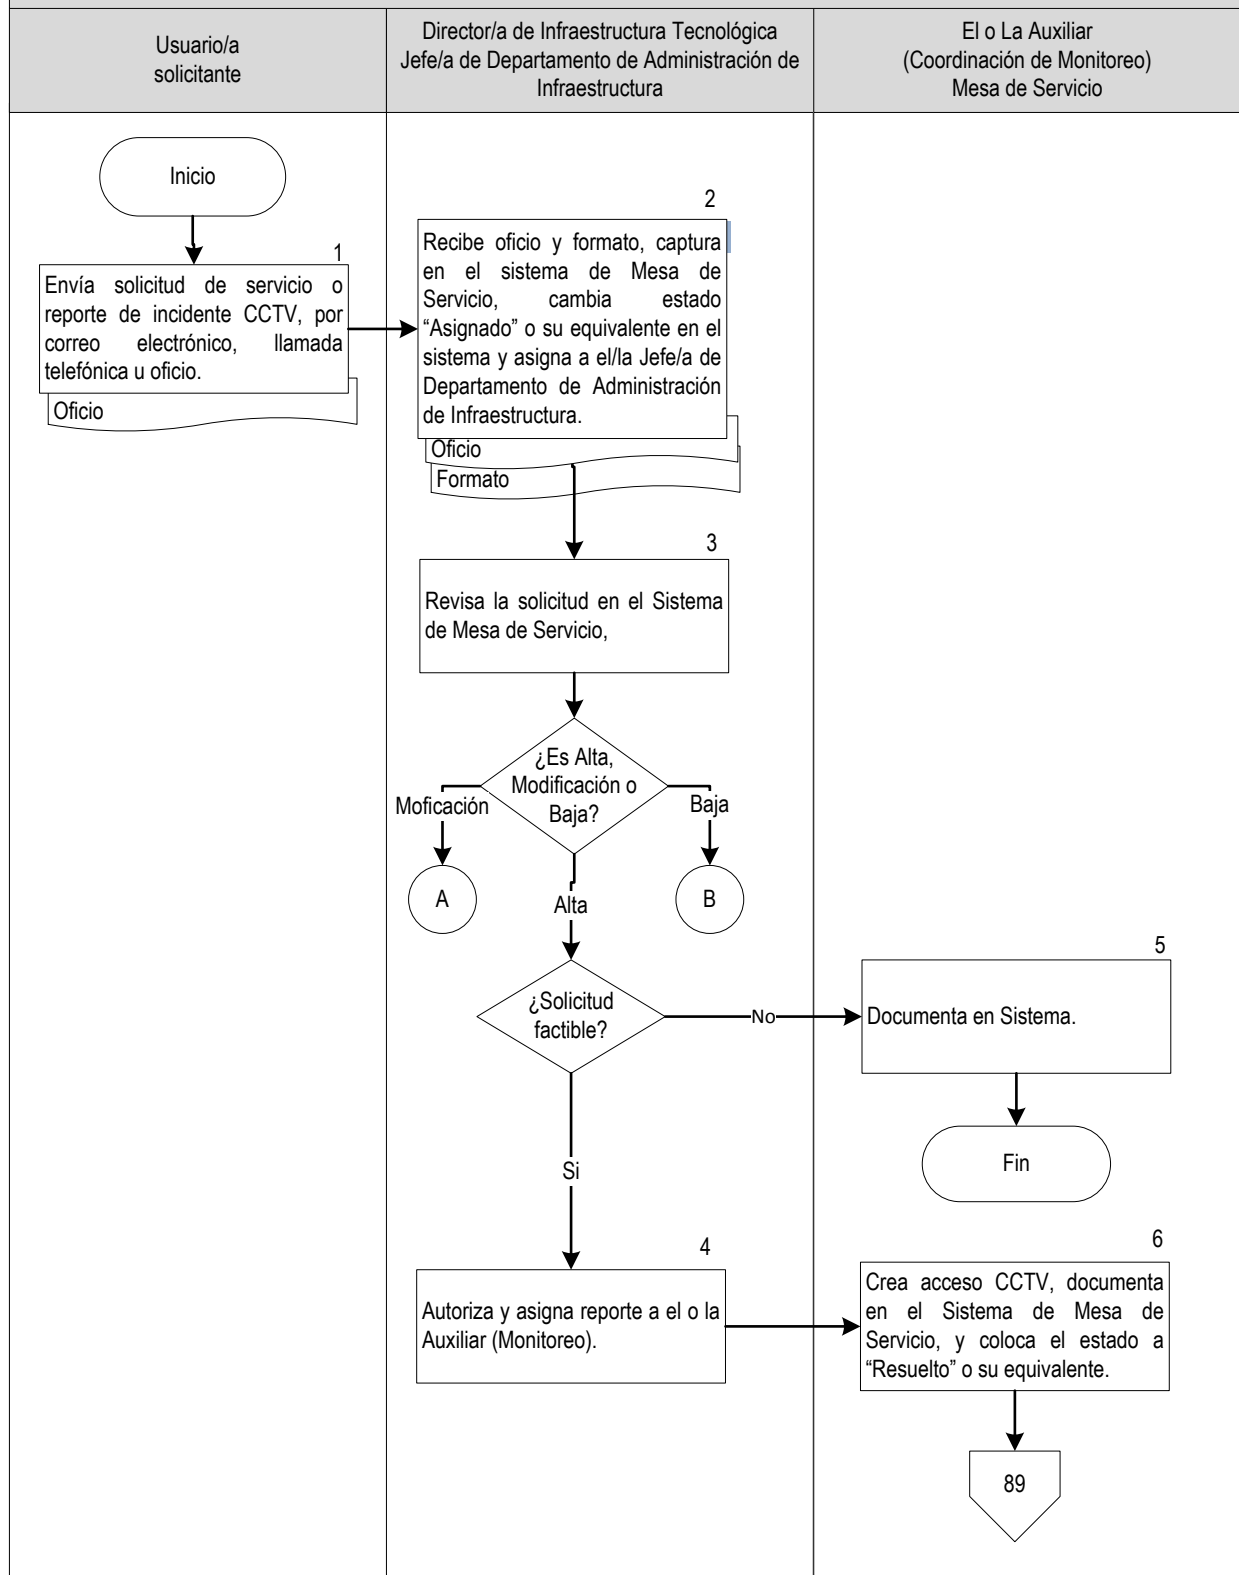 Usuario/a
solicitante
Director/a de Infraestructura Tecnológica
Jefe/a de Departamento de Administración de
Infraestructura
El o La Auxiliar
(Coordinación de Monitoreo)
Mesa de Servicio
Inicio
1
Envía solicitud de servicio o
reporte de incidente CCTV, por
correo electrónico, llamada
telefónica u oficio.
Oficio
2
Recibe oficio y formato, captura
en el sistema de Mesa de
Servicio, cambia estado
“Asignado” o su equivalente en el
sistema y asigna a el/la Jefe/a de
Departamento de Administración
de Infraestructura.
Oficio
Formato
3
Revisa la solicitud en el Sistema
de Mesa de Servicio,
¿Es Alta,
Modificación o
Baja?
Moficación
Baja
A
Alta
B
¿Solicitud
factible?
No
5
Documenta en Sistema.
Fin
Si
4
Autoriza y asigna reporte a el o la
Auxiliar (Monitoreo).
6
Crea acceso CCTV, documenta
en el Sistema de Mesa de
Servicio, y coloca el estado a
“Resuelto” o su equivalente.
89